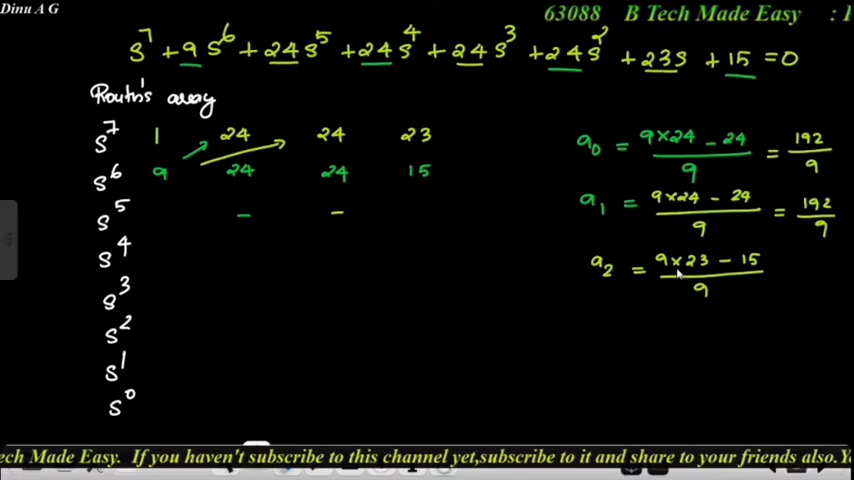 Dinu A G
63088 B Tech Made Easy : 1
s⁷ + 9s⁶ + 24s⁵ + 24s⁴ + 24s³ + 24s² + 23s + 15 = 0
Routh's array
s⁷ 1 24 24 23
s⁶ 9 24 24 15
s⁵ - -
s⁴
s³
s²
s¹
s⁰
a₀ = (9×24 - 24)/9 = 192/9
a₁ = (9×24 - 24)/9 = 192/9
a₂ = (9×23 - 15)/9
ech Made Easy. If you haven't subscribe to this channel yet,subscribe to it and share to your friends also.